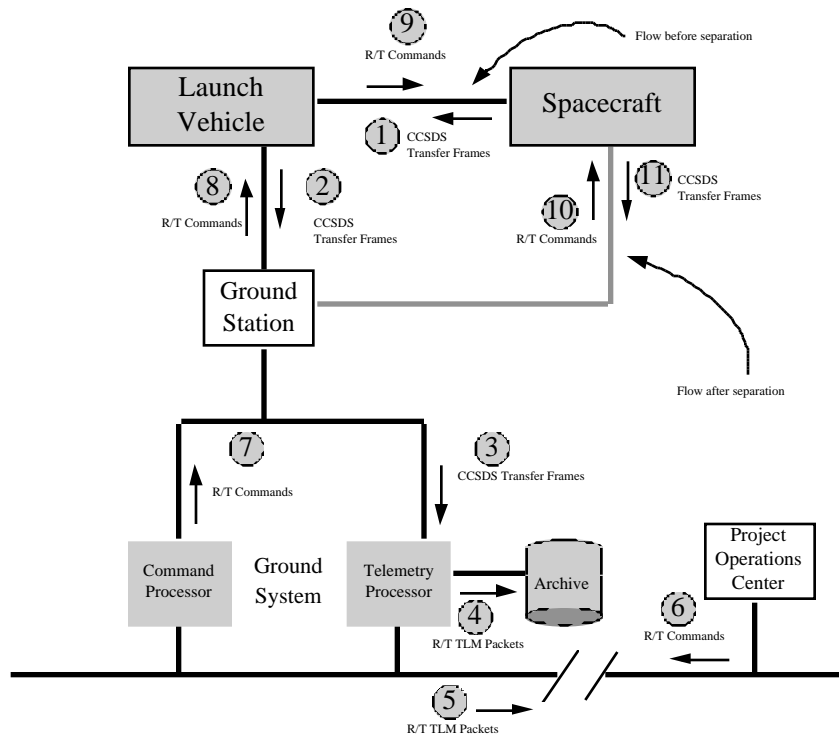 9
R/T Commands
Flow before separation
Launch
Vehicle
Spacecraft
1
CCSDS
Transfer Frames
8
R/T Commands
2
CCSDS
Transfer Frames
10
R/T Commands
11
CCSDS
Transfer Frames
Ground
Station
Flow after separation
7
R/T Commands
3
CCSDS Transfer Frames
Command
Processor
Ground
System
Telemetry
Processor
Archive
Project
Operations
Center
4
R/T TLM Packets
6
R/T Commands
5
R/T TLM Packets